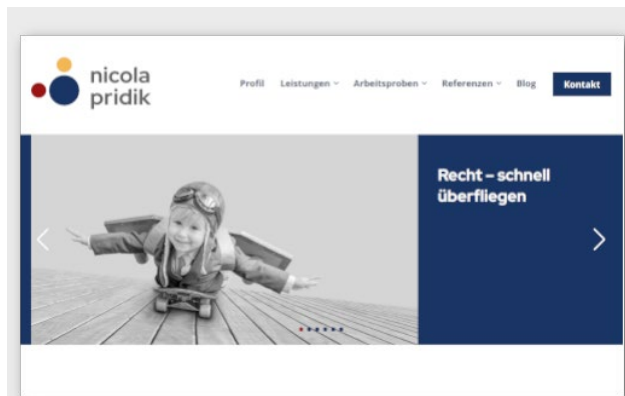 nicola
pridik
Profil Leistungen Arbeitsproben Referenzen Blog Kontakt
Recht – schnell
überfliegen